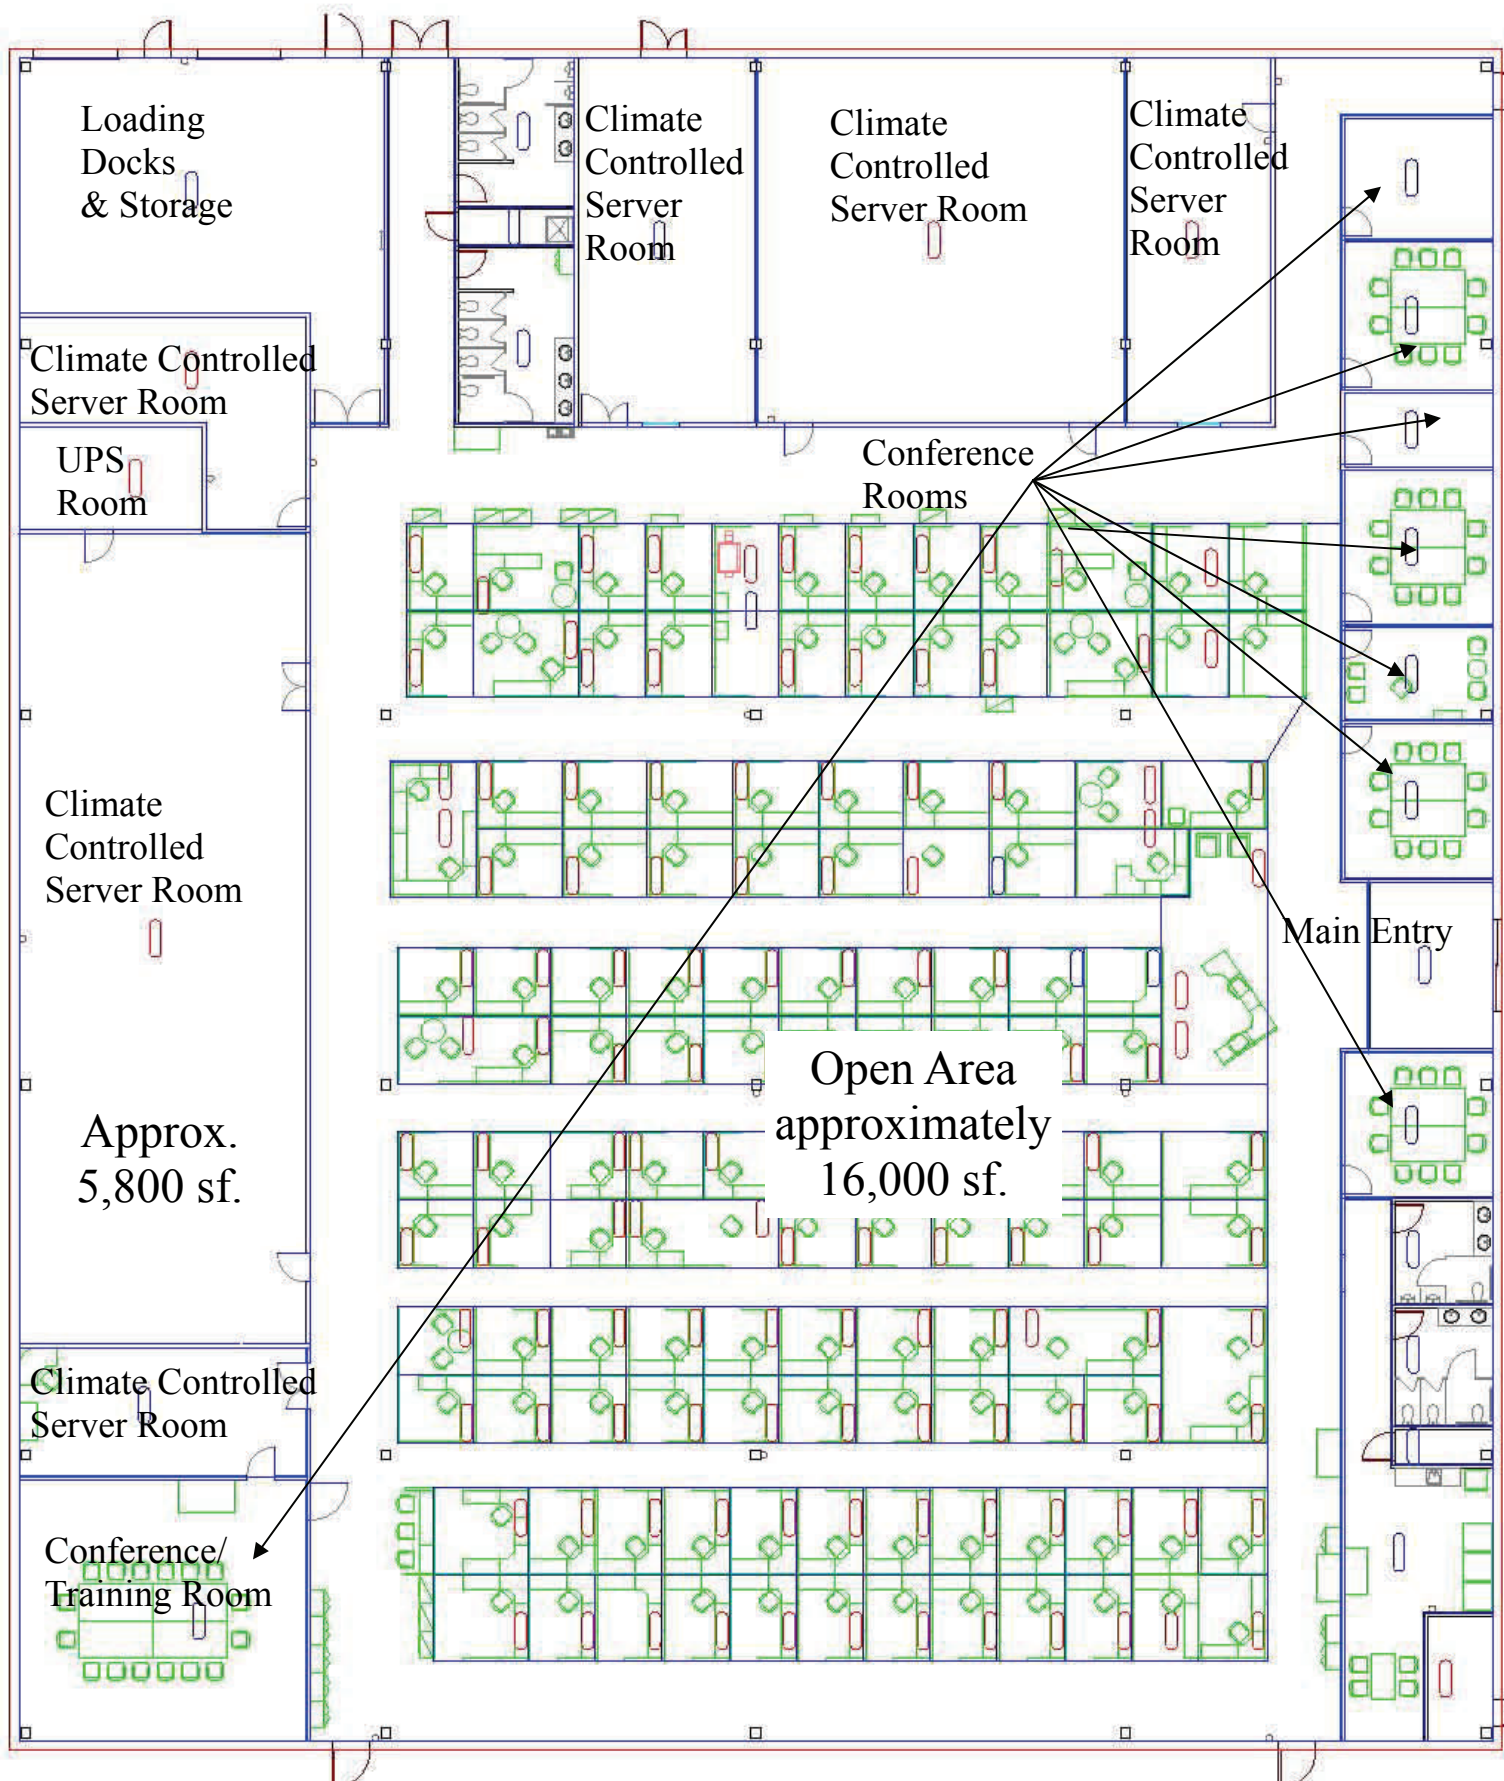 Loading
Docks
& Storage
Climate
Controlled
Server
Room
Climate
Controlled
Server Room
Climate
Controlled
Server
Room
Climate Controlled
Server Room
UPS
Room
Conference
Rooms
Climate
Controlled
Server Room
Main Entry
Approx.
5,800 sf.
Open Area
approximately
16,000 sf.
Climate Controlled
Server Room
Conference/
Training Room